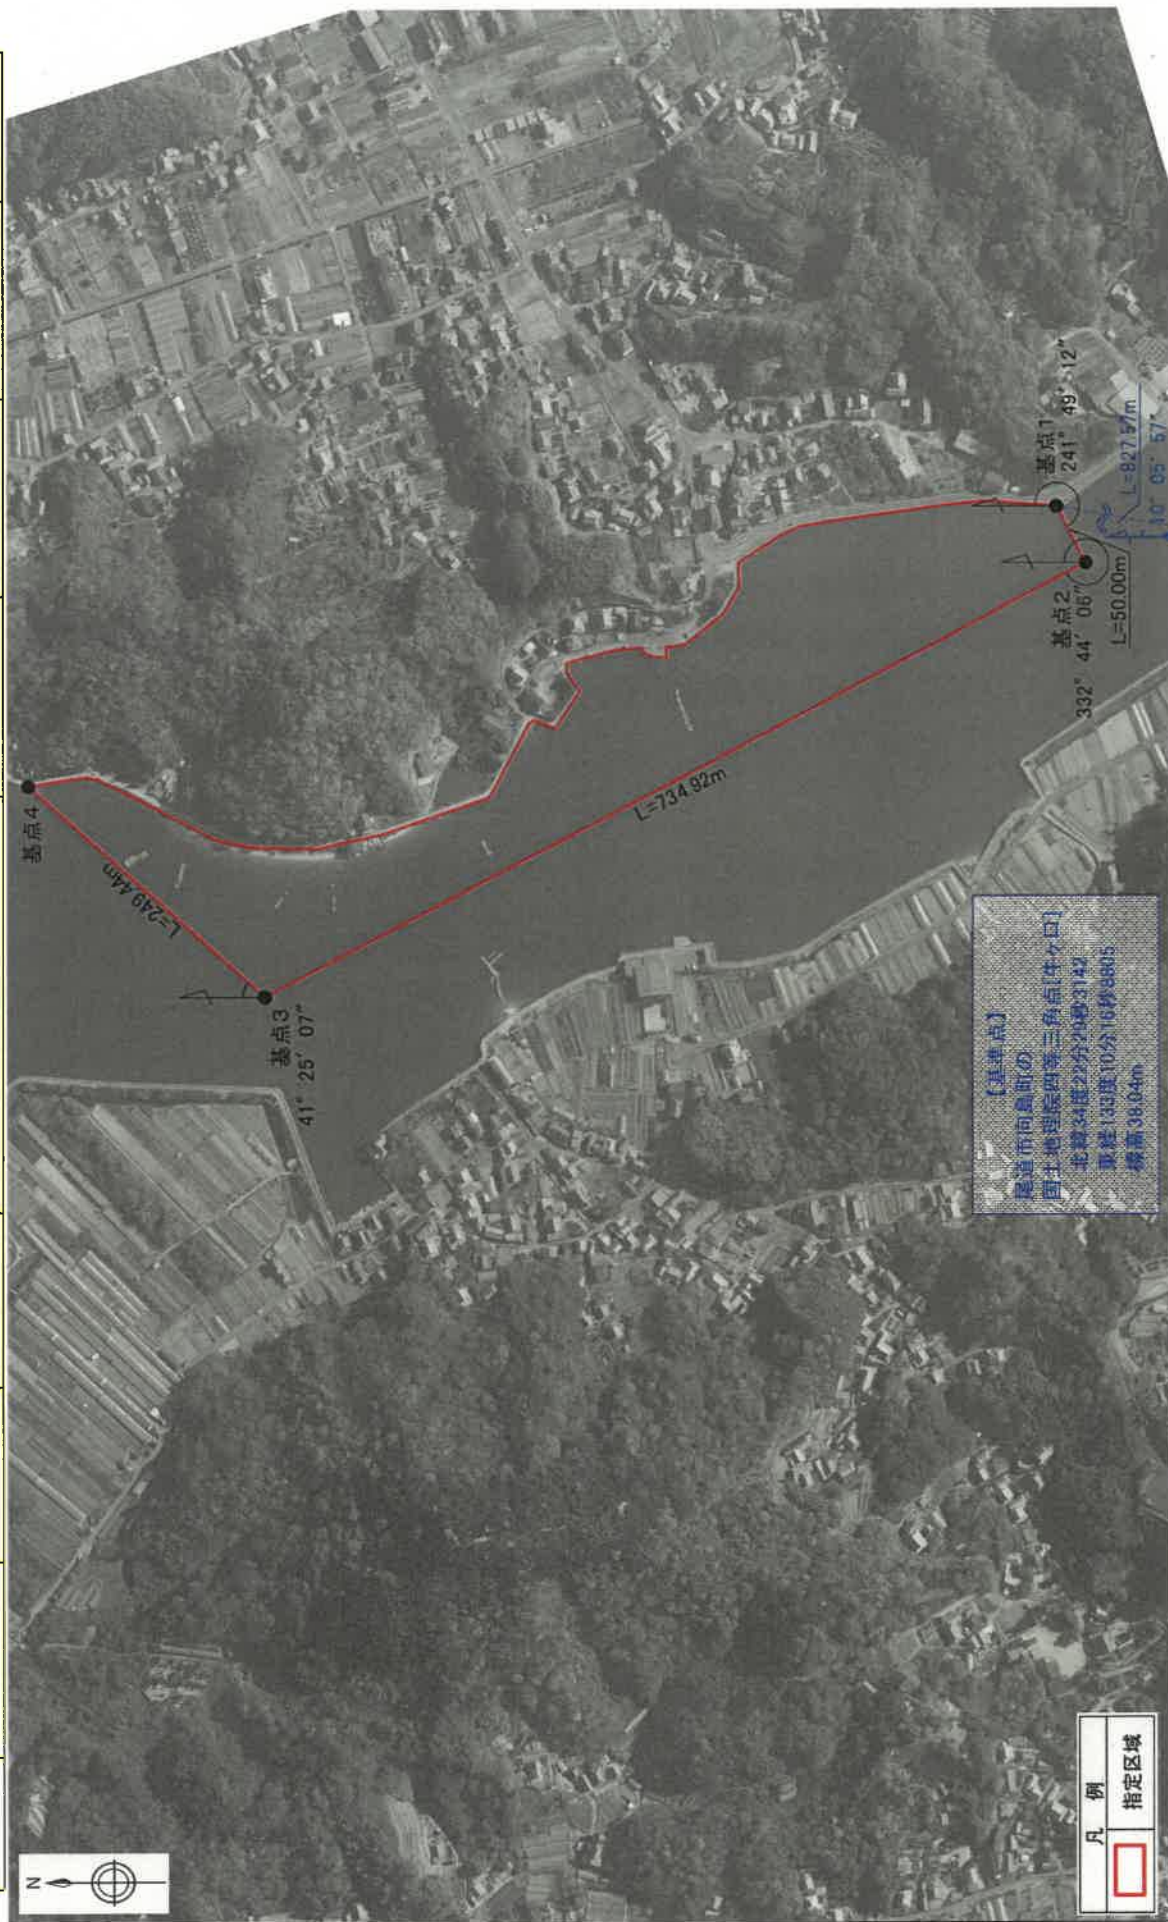 基点4
L=249.44m
基点3
41° 25′ 07″
L=734.92m
基点1
241° 49′ 12″
基点2
332° 44′ 06″
L=50.00m
L=827.57m
10° 05′ 57″
【基準点】
尾道市向島町の
国土地理院四等三角点[牛ヶ口]
北緯34度22分29秒3142
東経133度10分16秒8805
標高38.04m
N
凡 例
指定区域